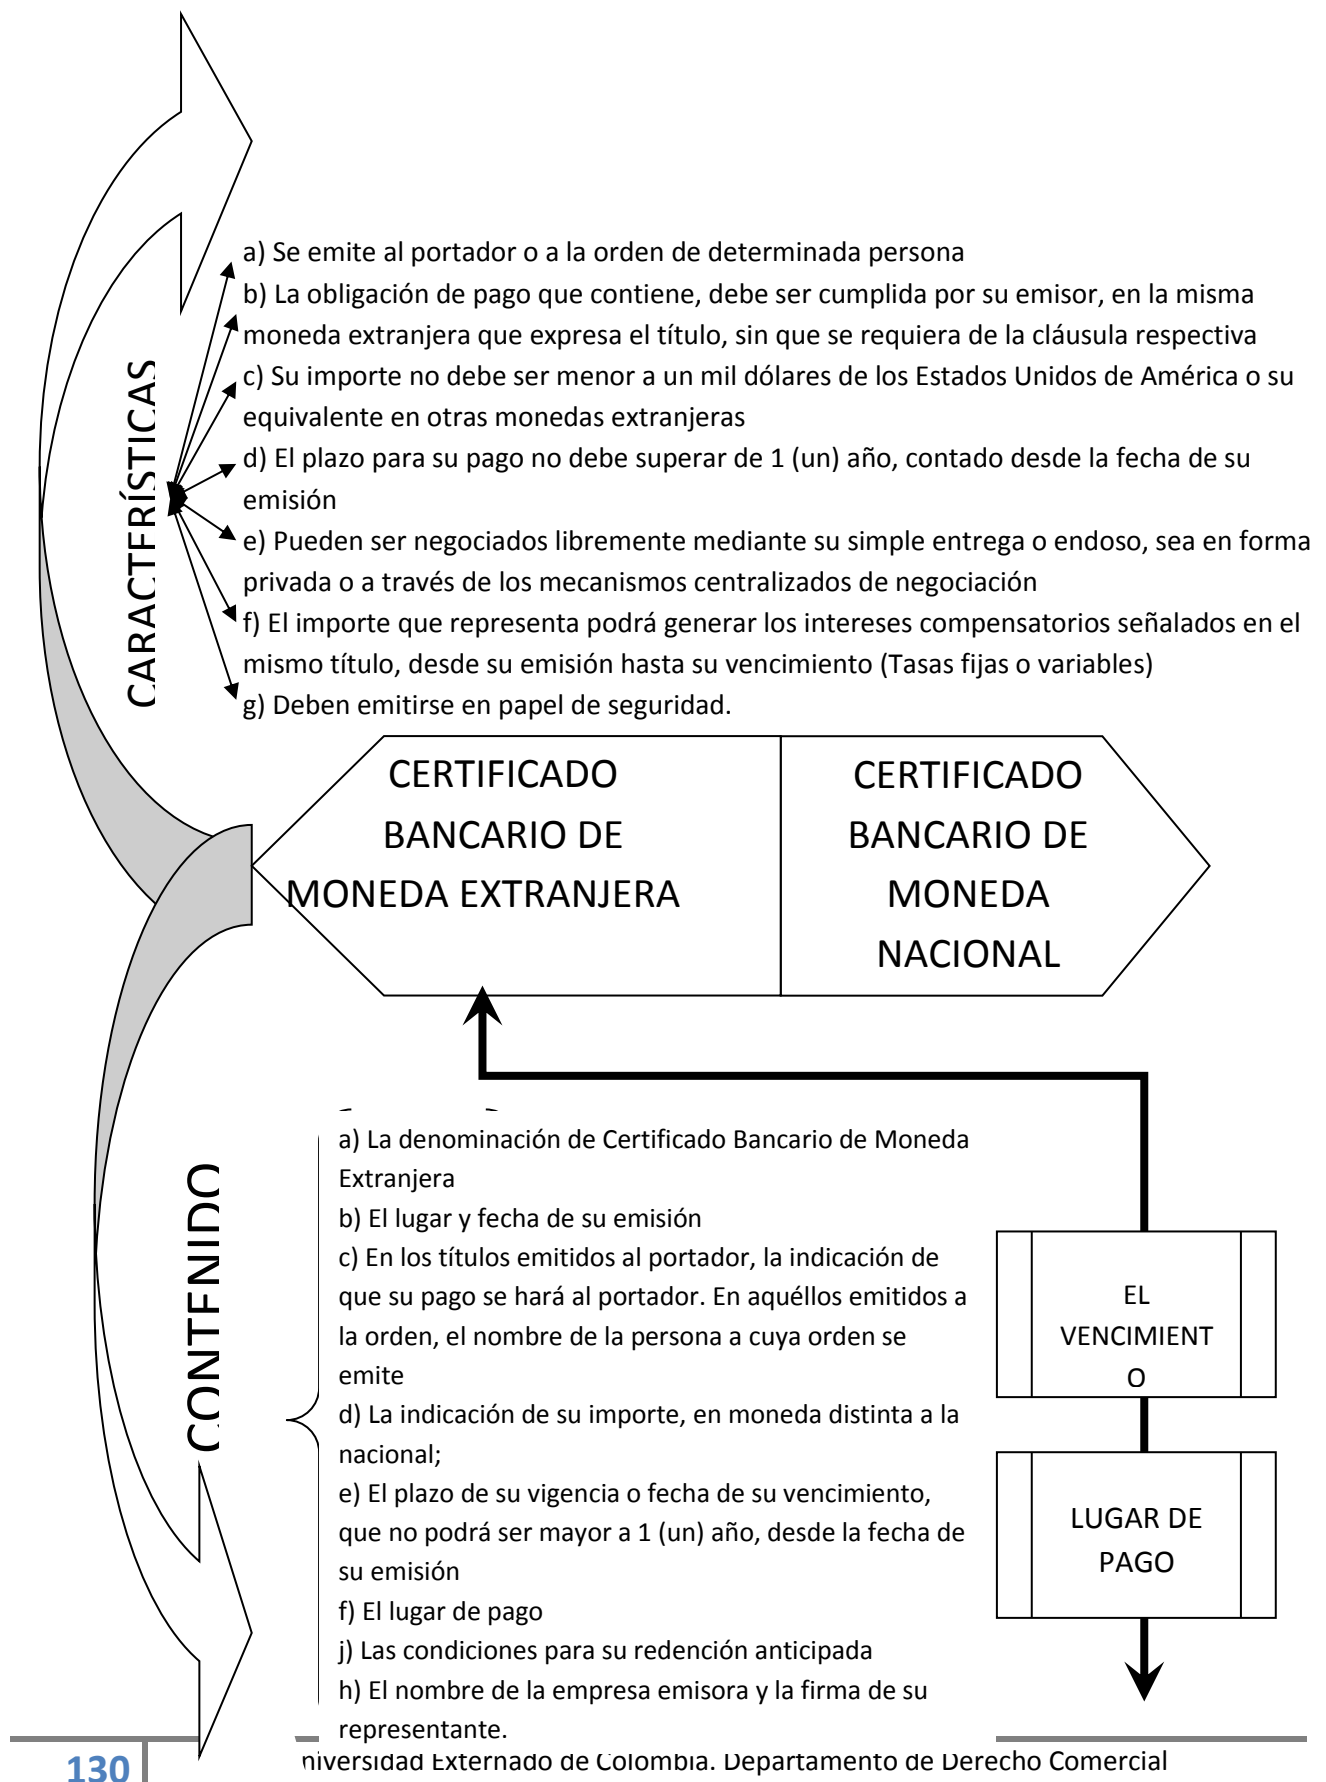 CARACTERÍSTICAS
a) Se emite al portador o a la orden de determinada persona
b) La obligación de pago que contiene, debe ser cumplida por su emisor, en la misma
moneda extranjera que expresa el título, sin que se requiera de la cláusula respectiva
c) Su importe no debe ser menor a un mil dólares de los Estados Unidos de América o su
equivalente en otras monedas extranjeras
d) El plazo para su pago no debe superar de 1 (un) año, contado desde la fecha de su
emisión
e) Pueden ser negociados libremente mediante su simple entrega o endoso, sea en forma
privada o a través de los mecanismos centralizados de negociación
f) El importe que representa podrá generar los intereses compensatorios señalados en el
mismo título, desde su emisión hasta su vencimiento (Tasas fijas o variables)
g) Deben emitirse en papel de seguridad.
CERTIFICADO
BANCARIO DE
MONEDA EXTRANJERA
CERTIFICADO
BANCARIO DE
MONEDA
NACIONAL
CONTENIDO
a) La denominación de Certificado Bancario de Moneda
Extranjera
b) El lugar y fecha de su emisión
c) En los títulos emitidos al portador, la indicación de
que su pago se hará al portador. En aquéllos emitidos a
la orden, el nombre de la persona a cuya orden se
emite
d) La indicación de su importe, en moneda distinta a la
nacional;
e) El plazo de su vigencia o fecha de su vencimiento,
que no podrá ser mayor a 1 (un) año, desde la fecha de
su emisión
f) El lugar de pago
j) Las condiciones para su redención anticipada
h) El nombre de la empresa emisora y la firma de su
representante.
EL
VENCIMIENT
O
LUGAR DE
PAGO
130
niversidad Externado de Colombia. Departamento de Derecho Comercial